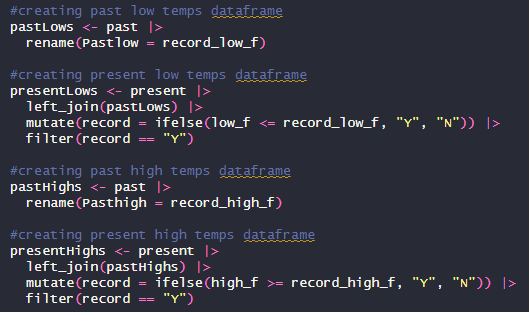 #creating past low temps dataframe
pastLows <- past |>
rename(Pastlow = record_low_f)
#creating present low temps dataframe
presentLows <- present |>
left_join(pastLows) |>
mutate(record = ifelse(low_f <= record_low_f, "Y", "N")) |>
filter(record == "Y")
#creating past high temps dataframe
pastHighs <- past |>
rename(Pasthigh = record_high_f)
#creating present high temps dataframe
presentHighs <- present |>
left_join(pastHighs) |>
mutate(record = ifelse(high_f >= record_high_f, "Y", "N")) |>
filter(record == "Y")